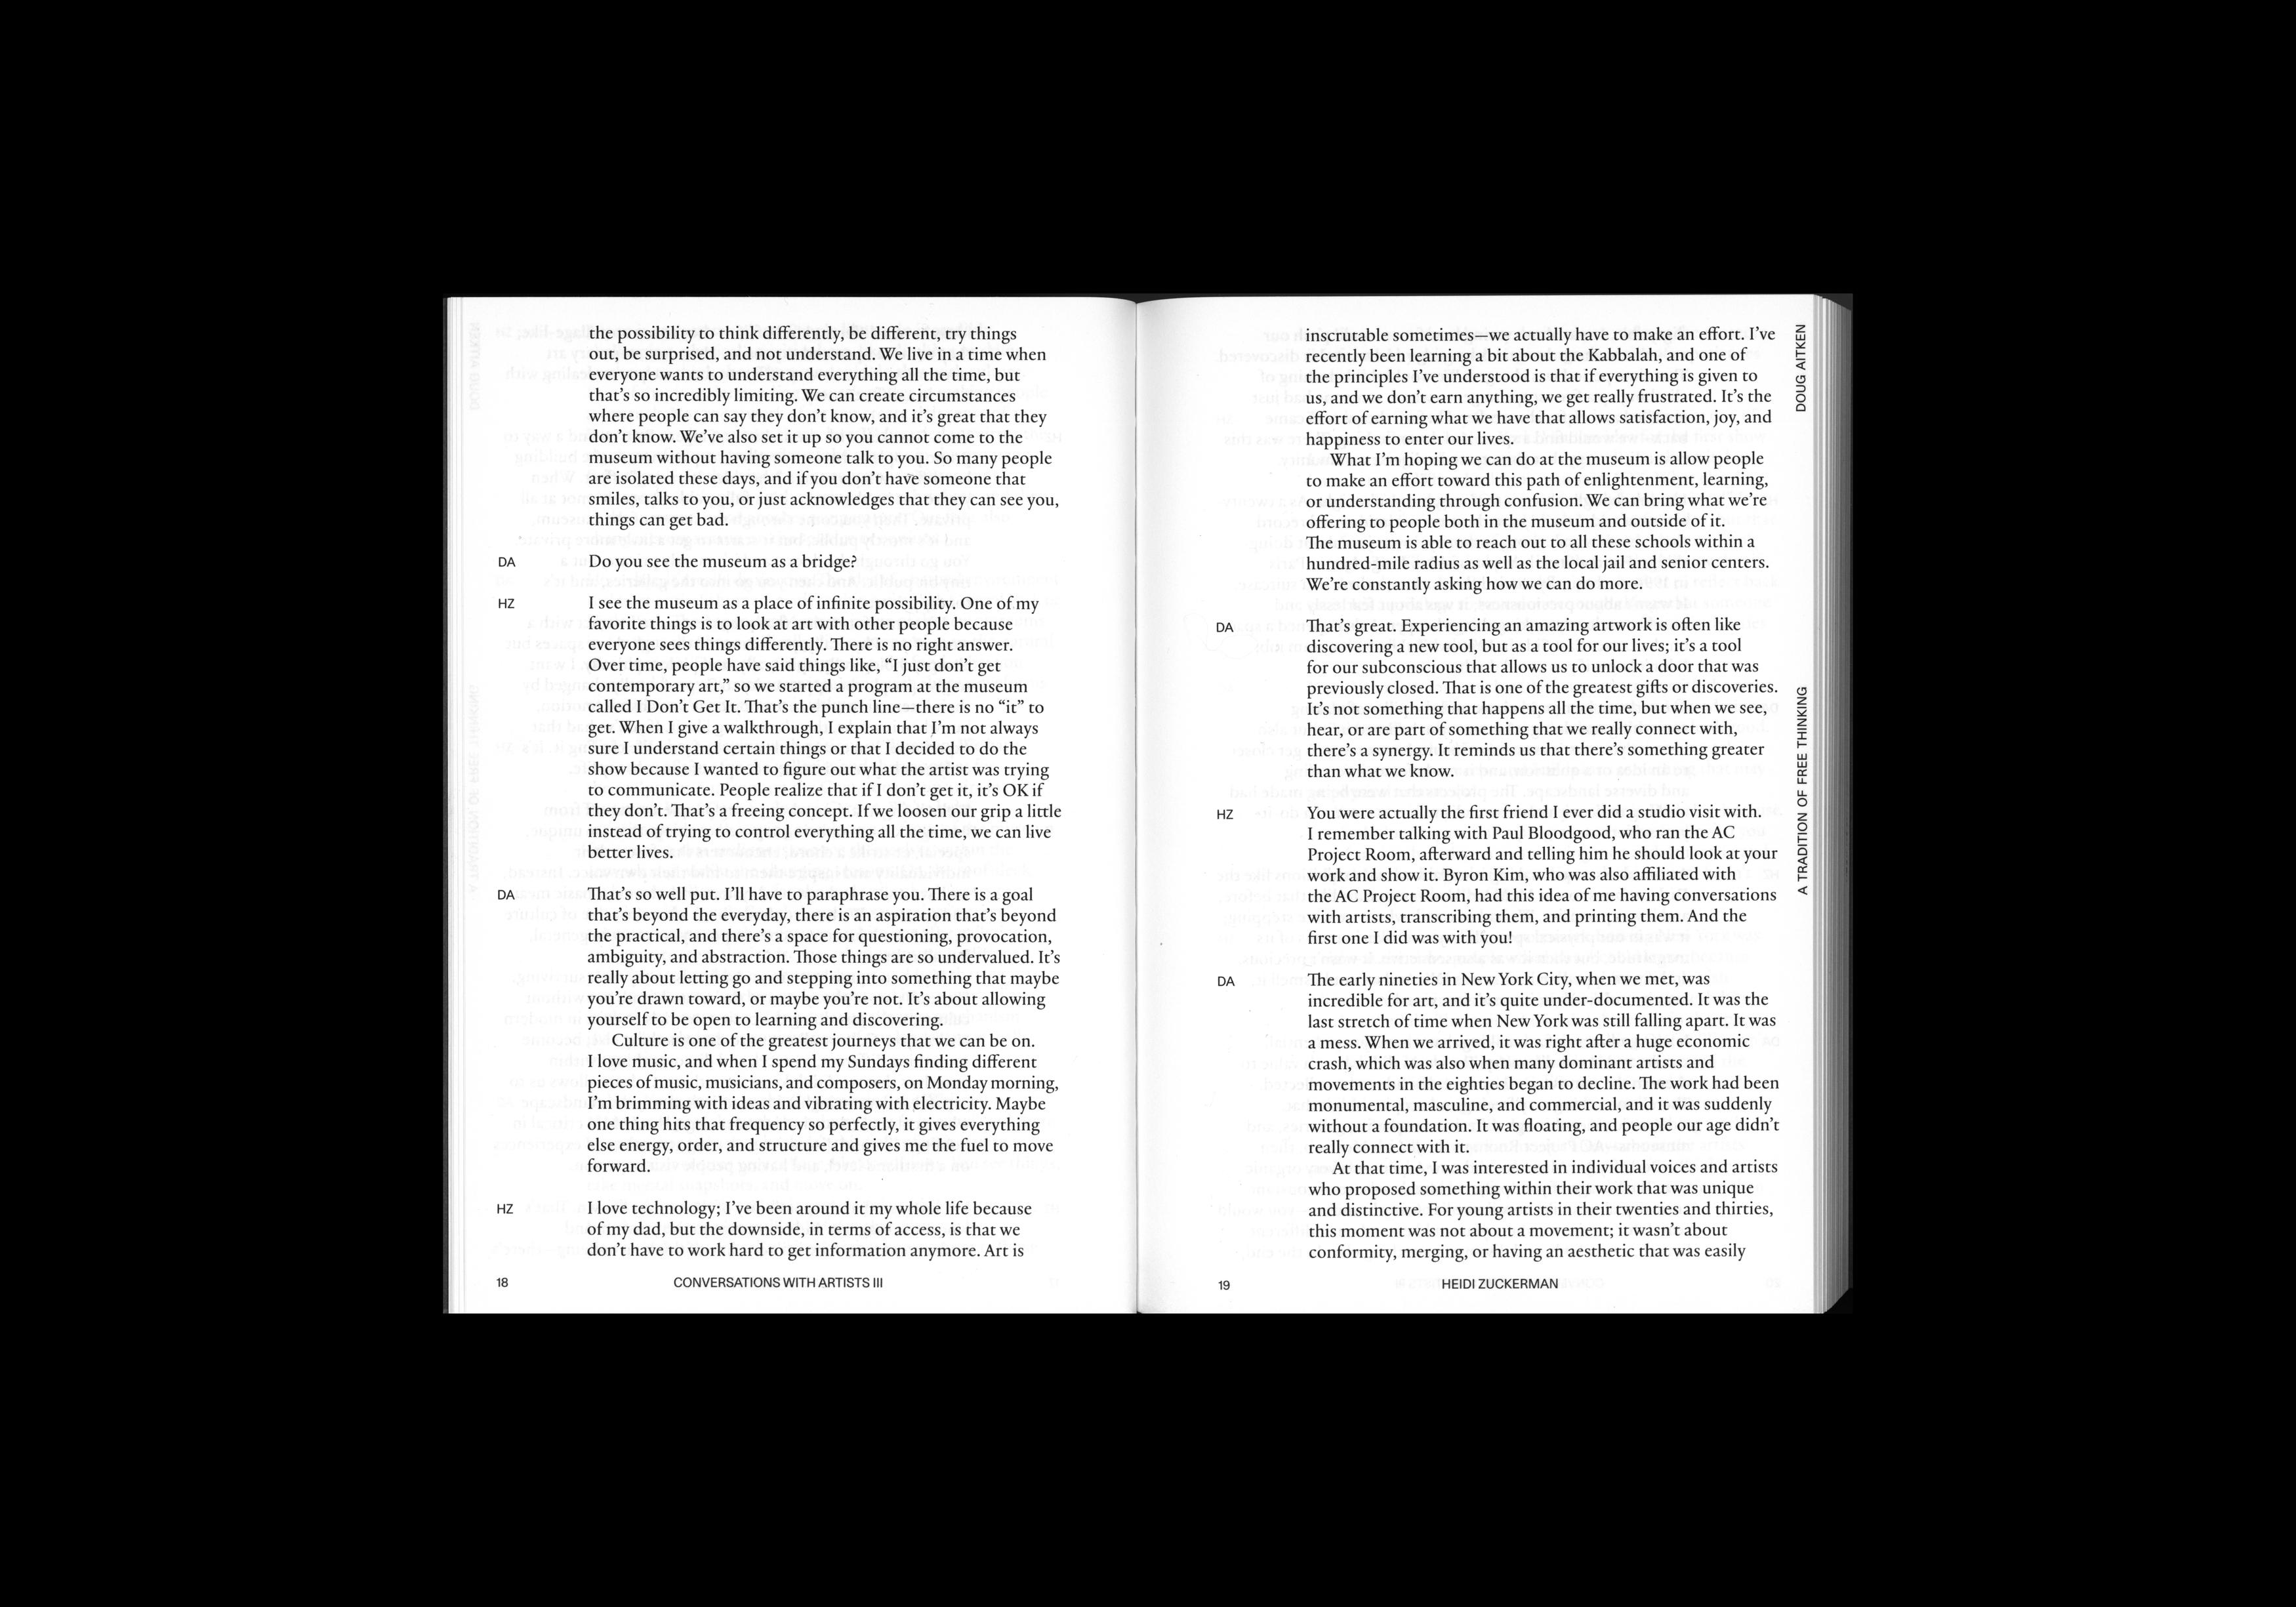 the possibility to think differently, be different, try things
out, be surprised, and not understand. We live in a time when
everyone wants to understand everything all the time, but
that’s so incredibly limiting. We can create circumstances
where people can say they don’t know, and it’s great that they
don’t know. We’ve also set it up so you cannot come to the
museum without having someone talk to you. So many people
are isolated these days, and if you don’t have someone that
smiles, talks to you, or just acknowledges that they can see you,
things can get bad.
DA Do you see the museum as a bridge?
HZ I see the museum as a place of infinite possibility. One of my
favorite things is to look at art with other people because
everyone sees things differently. There is no right answer.
Over time, people have said things like, “I just don’t get
contemporary art,” so we started a program at the museum
called I Don’t Get It. That’s the punch line—there is no “it” to
get. When I give a walkthrough, I explain that I’m not always
sure I understand certain things or that I decided to do the
show because I wanted to figure out what the artist was trying
to communicate. People realize that if I don’t get it, it’s OK if
they don’t. That’s a freeing concept. If we loosen our grip a little
instead of trying to control everything all the time, we can live
better lives.
DA That’s so well put. I’ll have to paraphrase you. There is a goal
that’s beyond the everyday, there is an aspiration that’s beyond
the practical, and there’s a space for questioning, provocation,
ambiguity, and abstraction. Those things are so undervalued. It’s
really about letting go and stepping into something that maybe
you’re drawn toward, or maybe you’re not. It’s about allowing
yourself to be open to learning and discovering.
Culture is one of the greatest journeys that we can be on.
I love music, and when I spend my Sundays finding different
pieces of music, musicians, and composers, on Monday morning,
I’m brimming with ideas and vibrating with electricity. Maybe
one thing hits that frequency so perfectly, it gives everything
else energy, order, and structure and gives me the fuel to move
forward.
HZ I love technology; I’ve been around it my whole life because
of my dad, but the downside, in terms of access, is that we
don’t have to work hard to get information anymore. Art is
18 CONVERSATIONS WITH ARTISTS III
inscrutable sometimes—we actually have to make an effort. I’ve
recently been learning a bit about the Kabbalah, and one of
the principles I’ve understood is that if everything is given to
us, and we don’t earn anything, we get really frustrated. It’s the
effort of earning what we have that allows satisfaction, joy, and
happiness to enter our lives.
What I’m hoping we can do at the museum is allow people
to make an effort toward this path of enlightenment, learning,
or understanding through confusion. We can bring what we’re
offering to people both in the museum and outside of it.
The museum is able to reach out to all these schools within a
hundred-mile radius as well as the local jail and senior centers.
We’re constantly asking how we can do more.
DA That’s great. Experiencing an amazing artwork is often like
discovering a new tool, but as a tool for our lives; it’s a tool
for our subconscious that allows us to unlock a door that was
previously closed. That is one of the greatest gifts or discoveries.
It’s not something that happens all the time, but when we see,
hear, or are part of something that we really connect with,
there’s a synergy. It reminds us that there’s something greater
than what we know.
HZ You were actually the first friend I ever did a studio visit with.
I remember talking with Paul Bloodgood, who ran the AC
Project Room, afterward and telling him he should look at your
work and show it. Byron Kim, who was also affiliated with
the AC Project Room, had this idea of me having conversations
with artists, transcribing them, and printing them. And the
first one I did was with you!
DA The early nineties in New York City, when we met, was
incredible for art, and it’s quite under-documented. It was the
last stretch of time when New York was still falling apart. It was
a mess. When we arrived, it was right after a huge economic
crash, which was also when many dominant artists and
movements in the eighties began to decline. The work had been
monumental, masculine, and commercial, and it was suddenly
without a foundation. It was floating, and people our age didn’t
really connect with it.
At that time, I was interested in individual voices and artists
who proposed something within their work that was unique
and distinctive. For young artists in their twenties and thirties,
this moment was not about a movement; it wasn’t about
conformity, merging, or having an aesthetic that was easily
19 HEIDI ZUCKERMAN
DOUG AITKEN
A TRADITION OF FREE THINKING